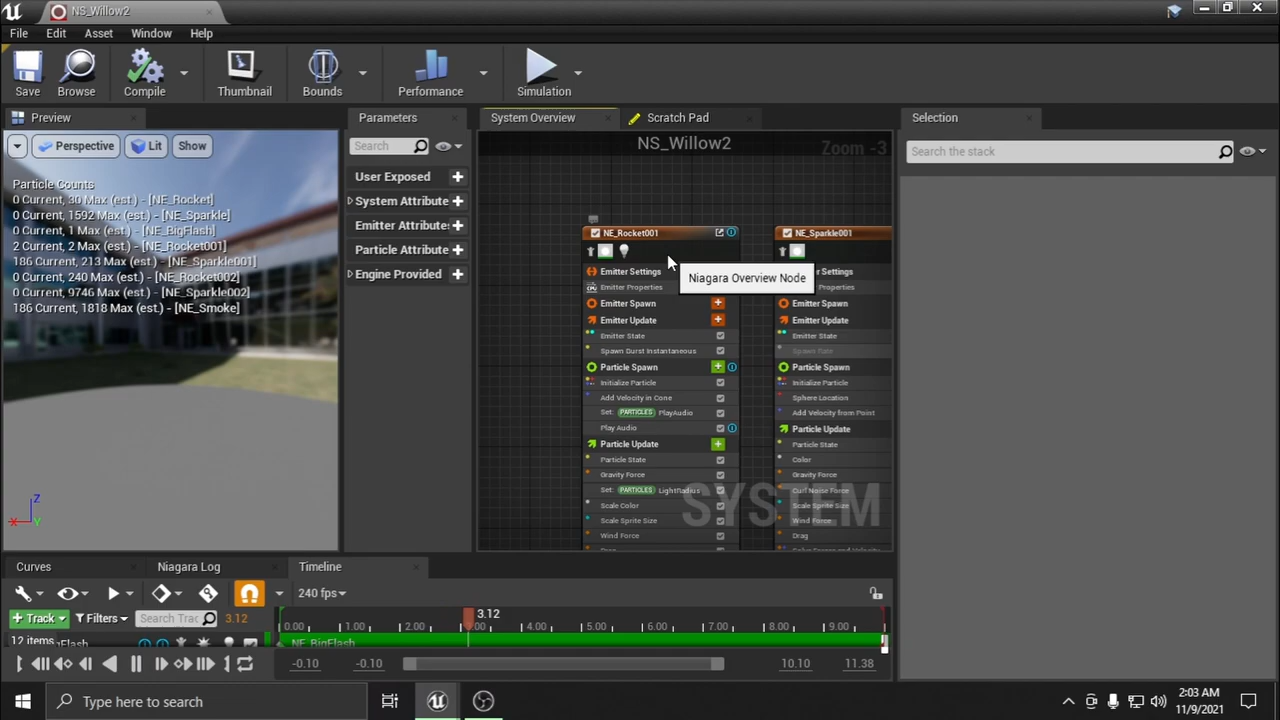 NS_Willow2
File Edit Asset Window Help
Save Browse Compile Thumbnail Bounds Performance Simulation
Preview
Perspective Lit Show
Particle Counts
0 Current, 30 Max (est.) - [NE_Rocket]
0 Current, 1592 Max (est.) - [NE_Sparkle]
0 Current, 1 Max (est.) - [NE_BigFlash]
2 Current, 2 Max (est.) - [NE_Rocket001]
186 Current, 213 Max (est.) - [NE_Sparkle001]
0 Current, 240 Max (est.) - [NE_Rocket002]
0 Current, 9746 Max (est.) - [NE_Sparkle002]
186 Current, 1818 Max (est.) - [NE_Smoke]
Z
X Y
Parameters
Search
User Exposed
System Attribute
Emitter Attribute
Particle Attribute
Engine Provided
System Overview Scratch Pad
NS_Willow2
Zoom -3
NE_Rocket001
Emitter Settings
Emitter Properties
Emitter Spawn
Emitter Update
Emitter State
Spawn Burst Instantaneous
Particle Spawn
Initialize Particle
Add Velocity in Cone
Set: PARTICLES PlayAudio
Play Audio
Particle Update
Particle State
Gravity Force
Set: PARTICLES LightRadius
Scale Color
Scale Sprite Size
Wind Force
Niagara Overview Node
NE_Sparkle001
Settings
Properties
Emitter Spawn
Emitter Update
Emitter State
Spawn Rate
Particle Spawn
Initialize Particle
Sphere Location
Add Velocity from Point
Particle Update
Particle State
Color
Gravity Force
Curl Noise Force
Scale Sprite Size
Wind Force
Drag
SYSTEM
Selection
Search the stack
Curves Niagara Log Timeline
240 fps
Track Filters Search Trac 3.12
3.12
0.00 1.00 2.00 4.00 5.00 6.00 7.00 8.00 9.00
12 items
NE_BigFlash
-0.10 -0.10 10.10 11.38
Type here to search
2:03 AM
11/9/2021